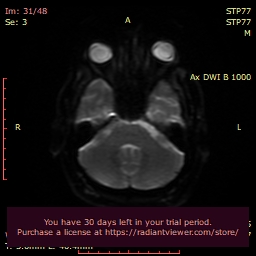 Im: 31/48
Se: 3
A
STP77
STP77
M
Ax DWI B 1000
R
L
You have 30 days left in your trial period.
Purchase a license at https://radiantviewer.com/store/